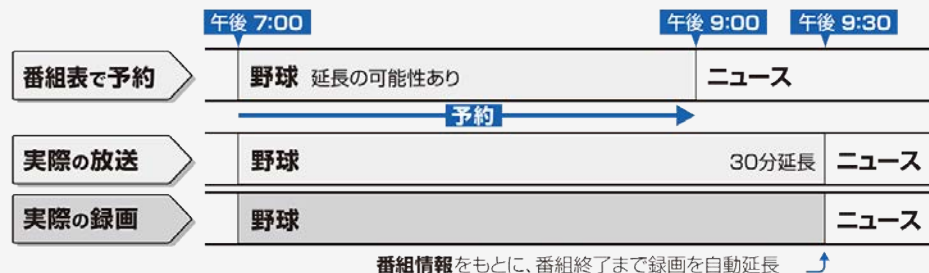 午後 7:00 午後 9:00 午後 9:30
番組表で予約 野球 延長の可能性あり ニュース
予約
実際の放送 野球 30分延長 ニュース
実際の録画 野球 ニュース
番組情報をもとに、番組終了まで録画を自動延長